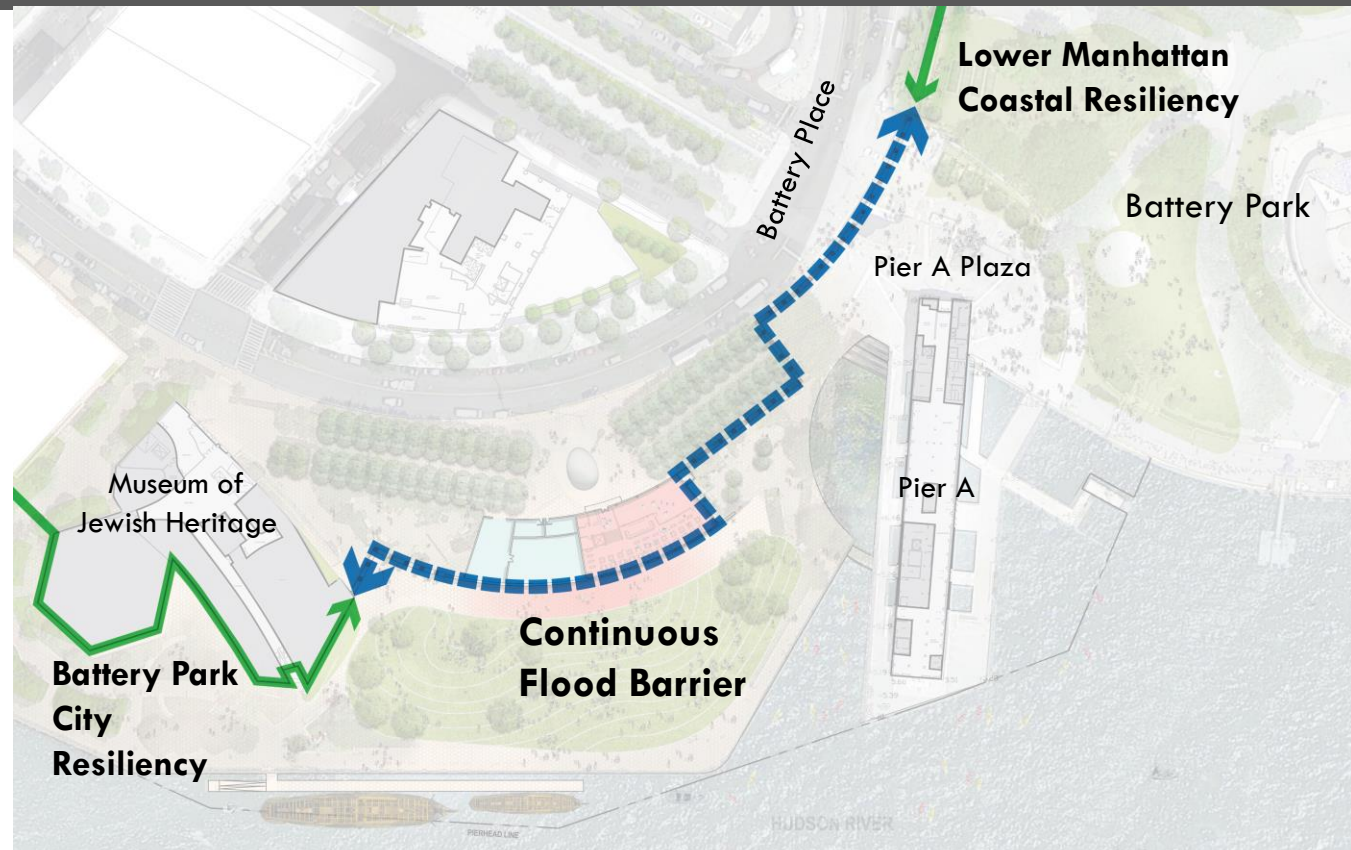 Lower Manhattan
Coastal Resiliency
Battery Place
Battery Park
Pier A Plaza
Pier A
Museum of
Jewish Heritage
Continuous
Flood Barrier
Battery Park
City
Resiliency
HUDSON RIVER
PIERHEAD LINE